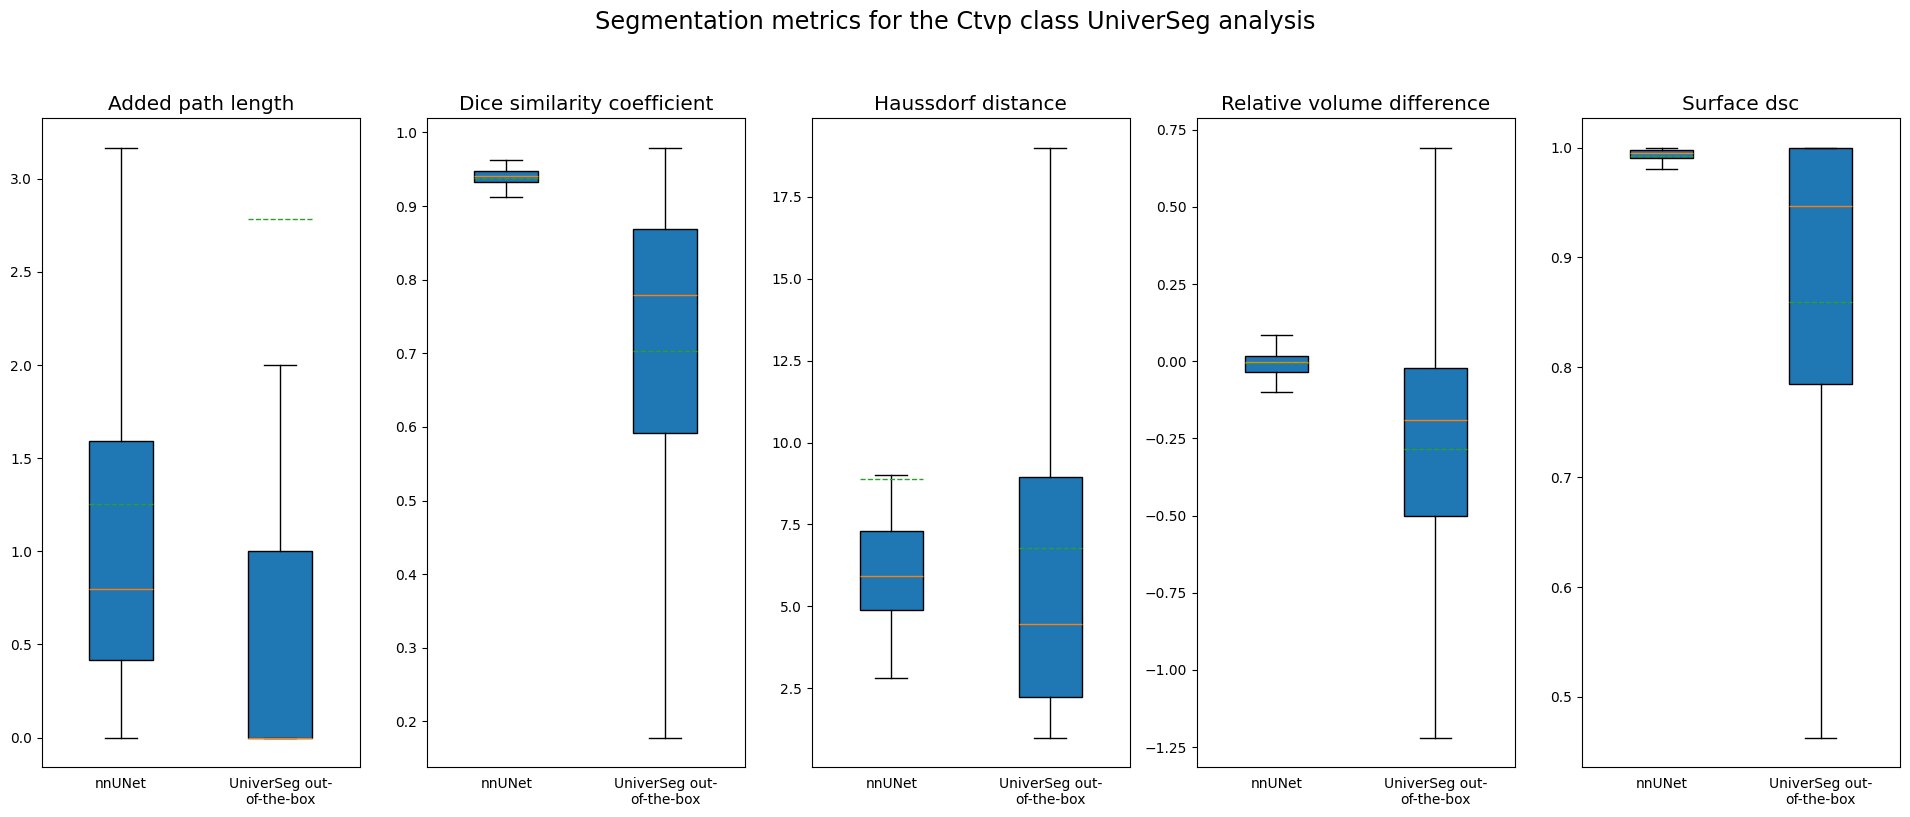 Segmentation metrics for the Ctvp class UniverSeg analysis
Added path length
3.0
2.5
2.0
1.5
1.0
0.5
0.0
nnUNet
UniverSeg out-
of-the-box
Dice similarity coefficient
1.0
0.9
0.8
0.7
0.6
0.5
0.4
0.3
0.2
nnUNet
UniverSeg out-
of-the-box
Haussdorf distance
17.5
15.0
12.5
10.0
7.5
5.0
2.5
nnUNet
UniverSeg out-
of-the-box
Relative volume difference
0.75
0.50
0.25
0.00
−0.25
−0.50
−0.75
−1.00
−1.25
nnUNet
UniverSeg out-
of-the-box
Surface dsc
1.0
0.9
0.8
0.7
0.6
0.5
nnUNet
UniverSeg out-
of-the-box